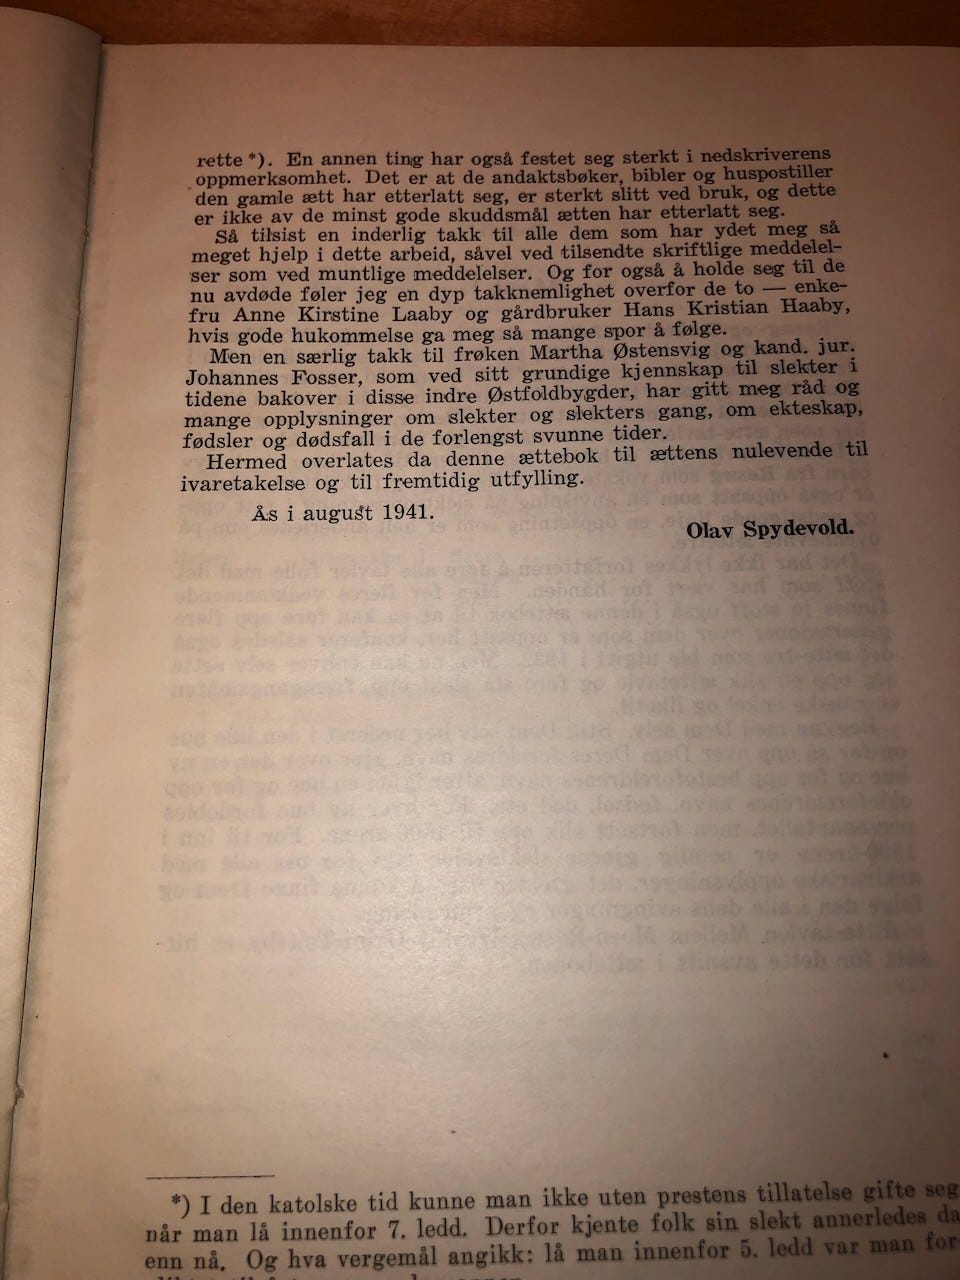 rette *). En annen ting har også festet seg sterkt i nedskriverens
oppmerksomhet. Det er at de andaktsbøker, bibler og huspostiller
den gamle ætt har etterlatt seg, er sterkt slitt ved bruk, og dette
er ikke av de minst gode skuddsmål ætten har etterlatt seg.
Så tilsist en inderlig takk til alle dem som har ydet meg så
meget hjelp i dette arbeid, såvel ved tilsendte skriftlige meddelel-
ser som ved muntlige meddelelser. Og for også å holde seg til de
nu avdøde føler jeg en dyp takknemlighet overfor de to — enke-
fru Anne Kirstine Laaby og gårdbruker Hans Kristian Haaby,
hvis gode hukommelse ga meg så mange spor å følge.
Men en særlig takk til frøken Martha Østensvig og kand. jur.
Johannes Fosser, som ved sitt grundige kjennskap til slekter i
tidene bakover i disse indre Østfoldbygder, har gitt meg råd og
mange opplysninger om slekter og slekters gang, om ekteskap,
fødsler og dødsfall i de forlengst svunne tider.
Hermed overlates da denne ættebok til ættens nulevende til
ivaretakelse og til fremtidig utfylling.
Ås i august 1941.
Olav Spydevold.
*) I den katolske tid kunne man ikke uten prestens tillatelse gifte seg
når man lå innenfor 7. ledd. Derfor kjente folk sin slekt annerledes da
enn nå. Og hva vergemål angikk: lå man innenfor 5. ledd var man for-